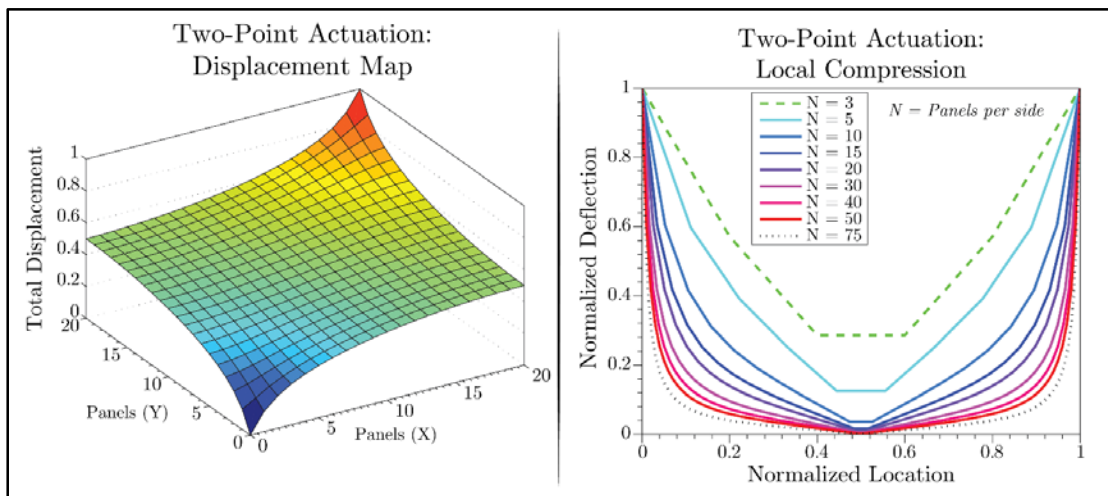 Two-Point Actuation:
Displacement Map
Total Displacement
1
0.8
0.6
0.4
0.2
0
20
15
10
5
0
Panels (Y)
0
5
10
15
20
Panels (X)
Two-Point Actuation:
Local Compression
Normalized Deflection
1
0.8
0.6
0.4
0.2
0
N = 3
N = 5
N = 10
N = 15
N = 20
N = 30
N = 40
N = 50
N = 75
N = Panels per side
0
0.2
0.4
0.6
0.8
1
Normalized Location